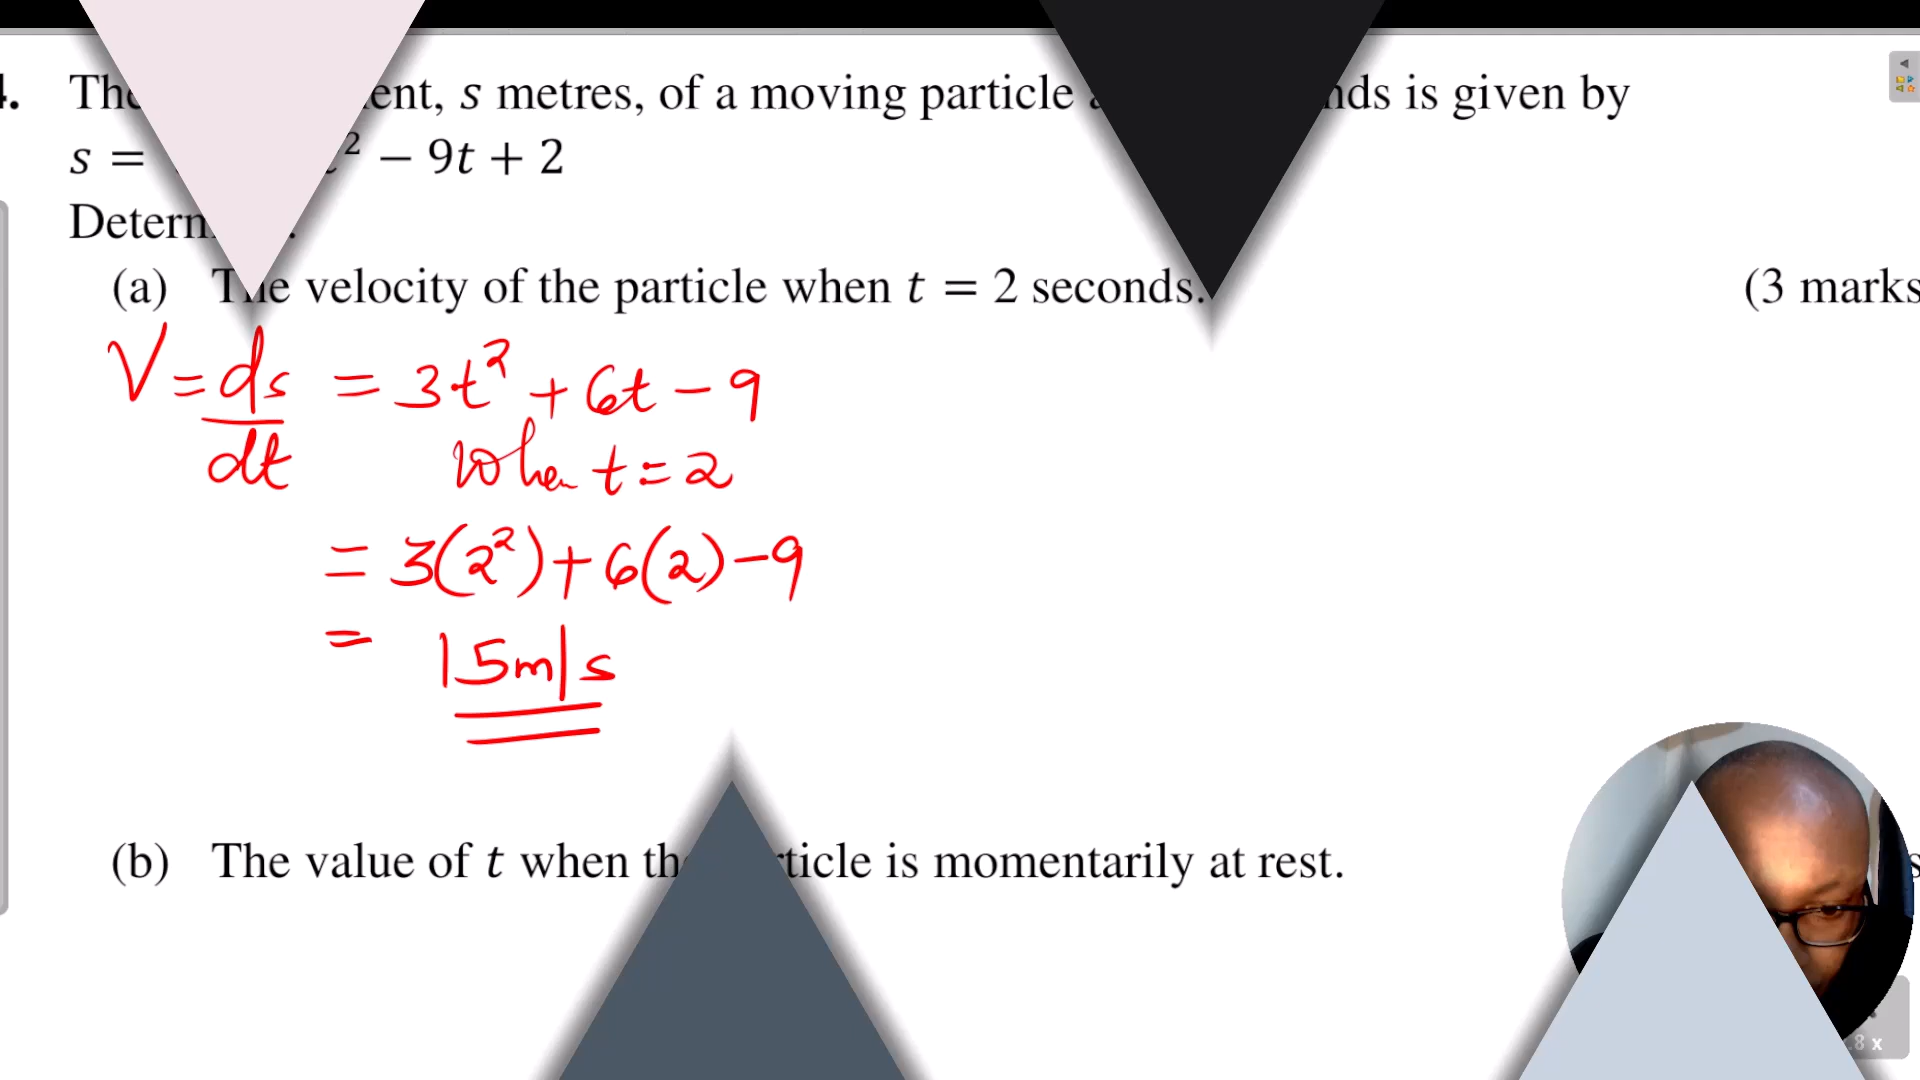 4. The ent, s metres, of a moving particle nds is given by
s = ² − 9t + 2
Determ
(a) The velocity of the particle when t = 2 seconds. (3 marks
V = ds/dt = 3t² + 6t − 9
When t = 2
= 3(2²) + 6(2) − 9
= 15m/s
(b) The value of t when th ticle is momentarily at rest.
.8 x